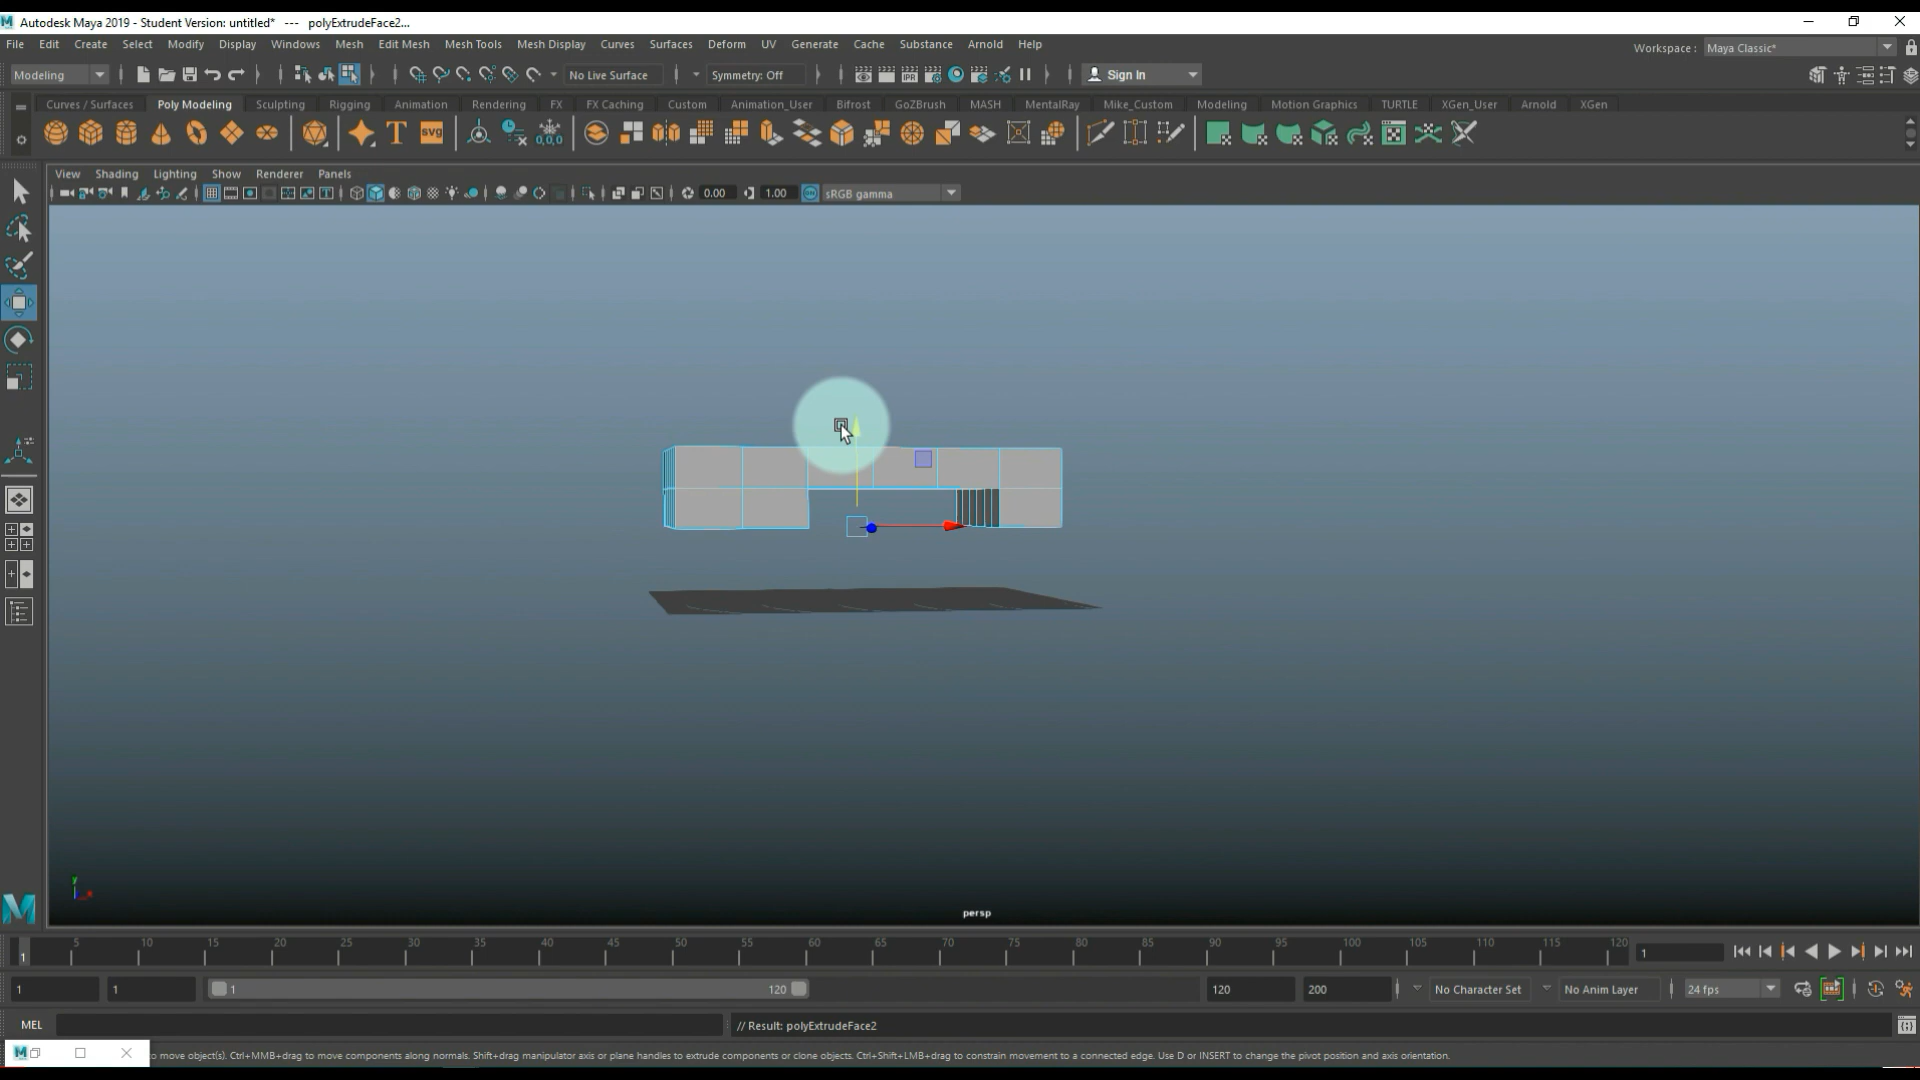 Autodesk Maya 2019 - Student Version: untitled* --- polyExtrudeFace2...
File Edit Create Select Modify Display Windows Mesh Edit Mesh Mesh Tools Mesh Display Curves Surfaces Deform UV Generate Cache Substance Arnold Help
Workspace : Maya Classic*
Modeling No Live Surface Symmetry: Off Sign In
Curves / Surfaces Poly Modeling Sculpting Rigging Animation Rendering FX FX Caching Custom Animation_User Bifrost GoZBrush MASH MentalRay Mike_Custom Modeling Motion Graphics TURTLE XGen_User Arnold XGen
View Shading Lighting Show Renderer Panels
0.00 1.00 sRGB gamma
persp
5 10 15 20 25 30 35 40 45 50 55 60 65 70 75 80 85 90 95 100 105 110 115 120
1 1
1 1 1 120 120 200 No Character Set No Anim Layer 24 fps
MEL // Result: polyExtrudeFace2
o move object(s). Ctrl+MMB+drag to move components along normals. Shift+drag manipulator axis or plane handles to extrude components or clone objects. Ctrl+Shift+LMB+drag to constrain movement to a connected edge. Use D or INSERT to change the pivot position and axis orientation.